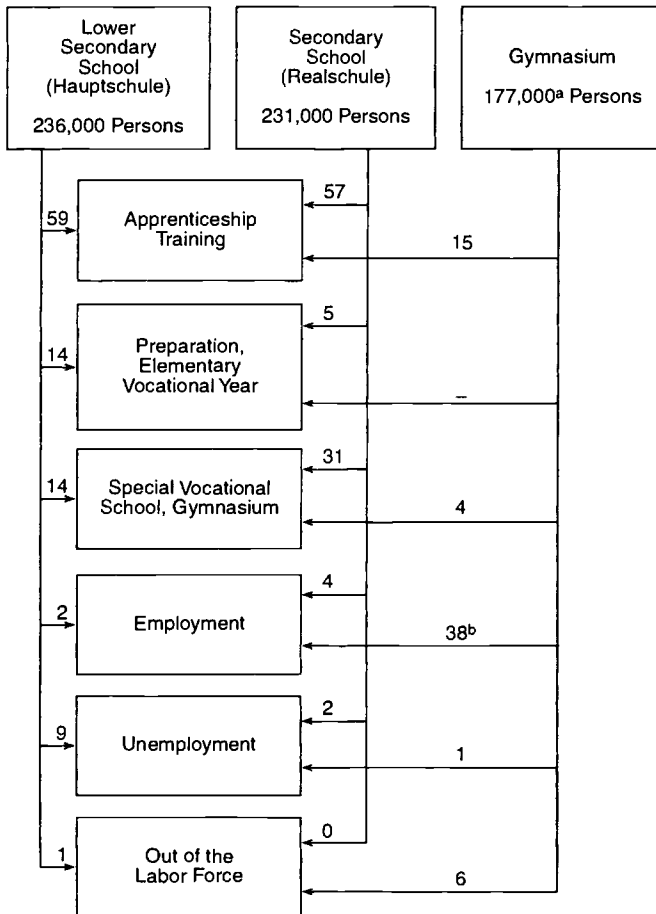 Lower
Secondary
School
(Hauptschule)
236,000 Persons
Secondary
School
(Realschule)
231,000 Persons
Gymnasium
177,000ᵃ Persons
59
Apprenticeship
Training
57
15
14
Preparation,
Elementary
Vocational Year
5
–
14
Special Vocational
School, Gymnasium
31
4
2
Employment
4
38ᵇ
9
Unemployment
2
1
1
Out of the
Labor Force
0
6